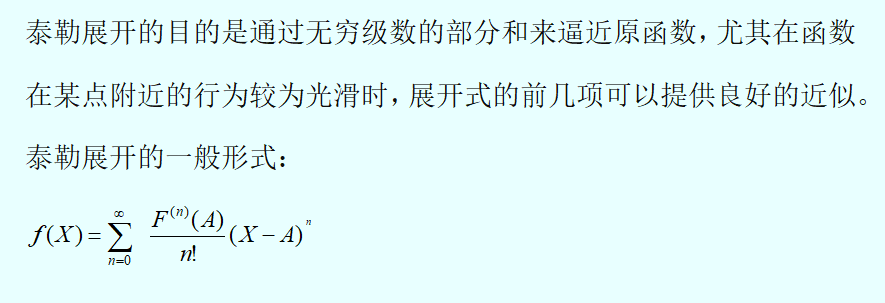 泰勒展开的目的是通过无穷级数的部分和来逼近原函数，尤其在函数
在某点附近的行为较为光滑时，展开式的前几项可以提供良好的近似。
泰勒展开的一般形式：
f(X)=∑_{n=0}^{∞} \frac{F^{(n)}(A)}{n!}(X−A)^n